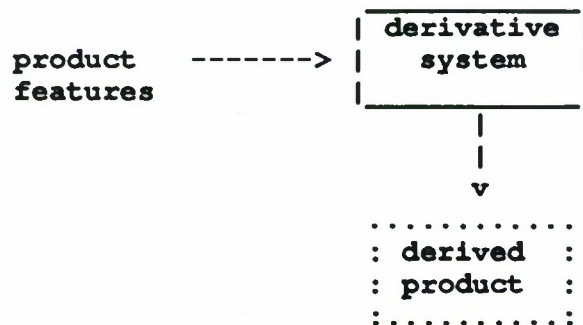 product
features
derivative
system
v
derived
product